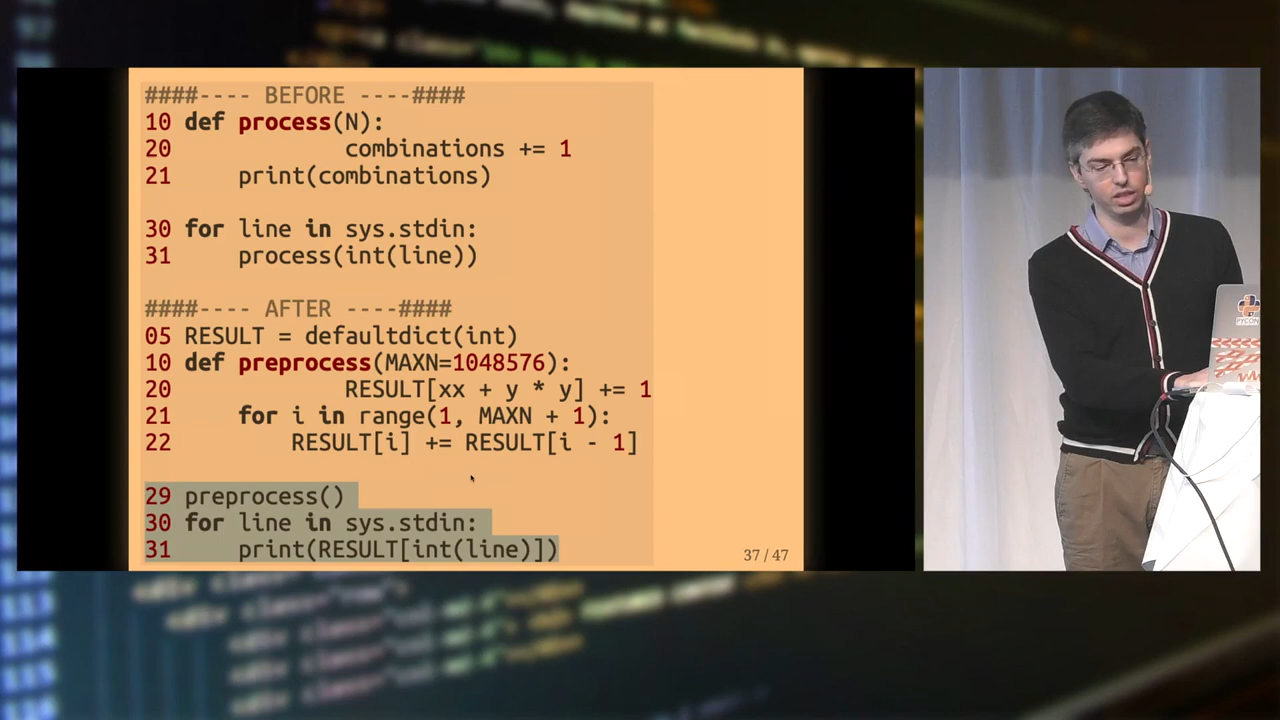 ####---- BEFORE ----####
10 def process(N):
20             combinations += 1
21     print(combinations)
30 for line in sys.stdin:
31     process(int(line))
####---- AFTER ----####
05 RESULT = defaultdict(int)
10 def preprocess(MAXN=1048576):
20             RESULT[xx + y * y] += 1
21     for i in range(1, MAXN + 1):
22         RESULT[i] += RESULT[i - 1]
29 preprocess()
30 for line in sys.stdin:
31     print(RESULT[int(line)])
37 / 47
PYCON